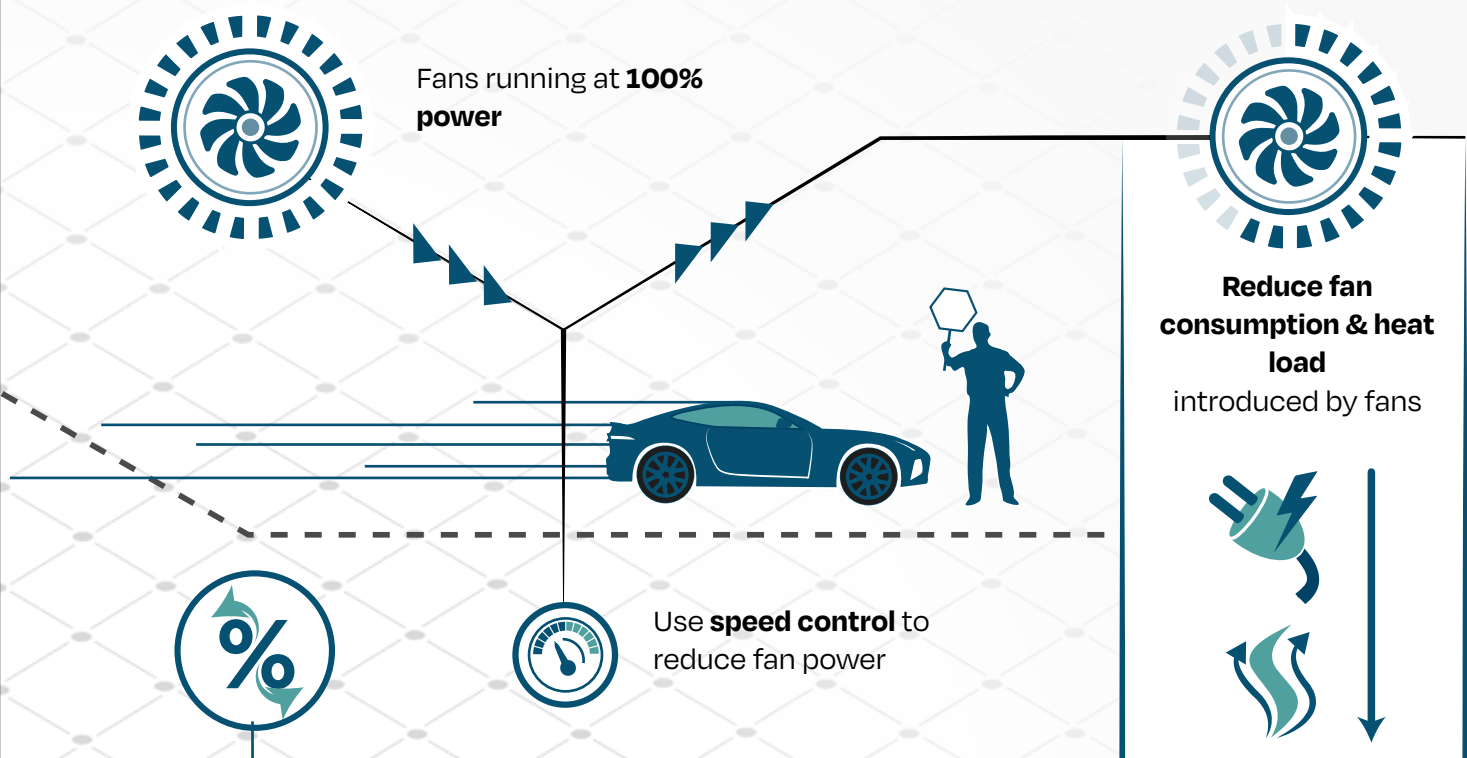 Fans running at 100%
power
Reduce fan
consumption & heat
load
introduced by fans
%
Use speed control to
reduce fan power